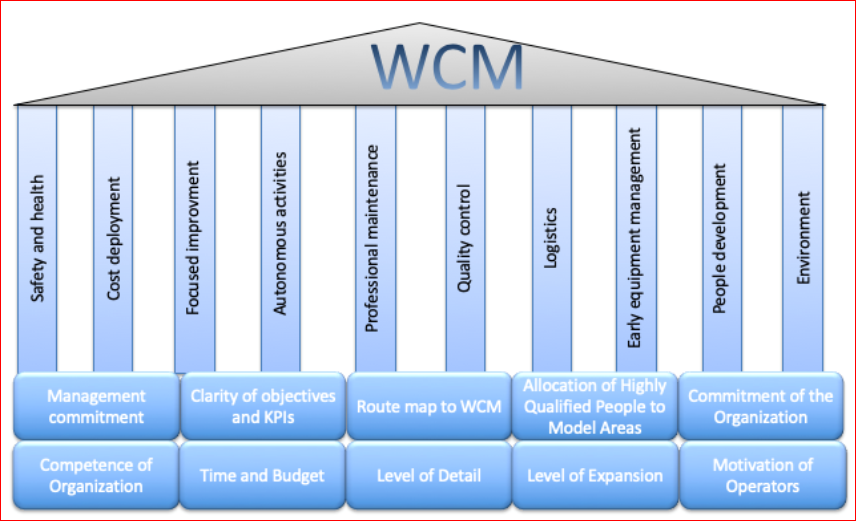 WCM
Safety and health
Cost deployment
Focused improvment
Autonomous activities
Professional maintenance
Quality control
Logistics
Early equipment management
People development
Environment
Management
commitment
Clarity of objectives
and KPIs
Route map to WCM
Allocation of Highly
Qualified People to
Model Areas
Commitment of the
Organization
Competence of
Organization
Time and Budget
Level of Detail
Level of Expansion
Motivation of
Operators